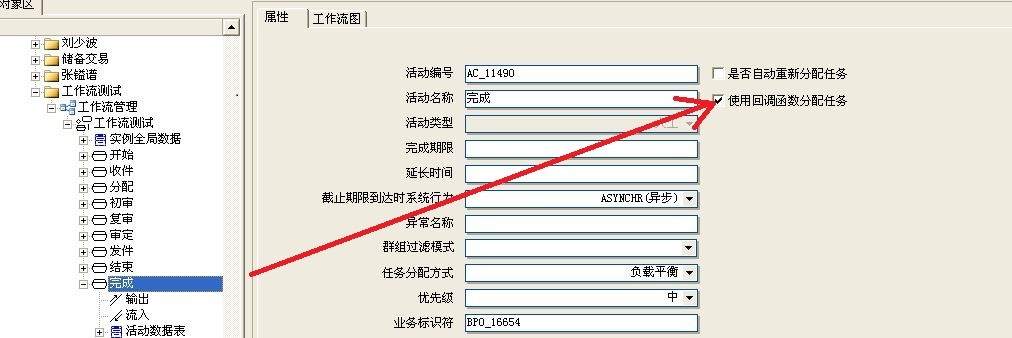 对象区
刘少波
储备交易
张镒谱
工作流测试
工作流管理
工作流测试
实例全局数据
开始
收件
分配
初审
复审
审定
发件
结束
完成
输出
流入
活动数据表
属性
工作流图
活动编号 AC_11490 是否自动重新分配任务
活动名称 完成 使用回调函数分配任务
活动类型
完成期限
延长时间
截止期限到达时系统行为 ASYNCHR(异步)
异常名称
群组过滤模式
任务分配方式 负载平衡
优先级 中
业务标识符 BPO_16654